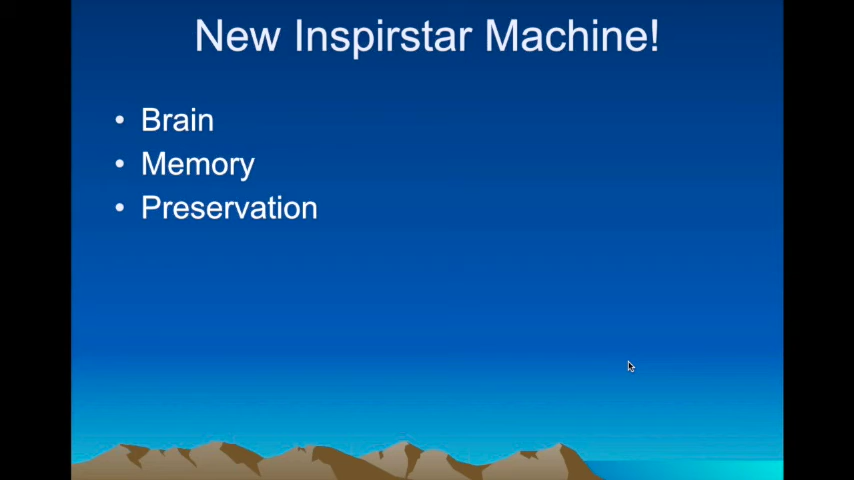 New Inspirstar Machine!
• Brain
• Memory
• Preservation